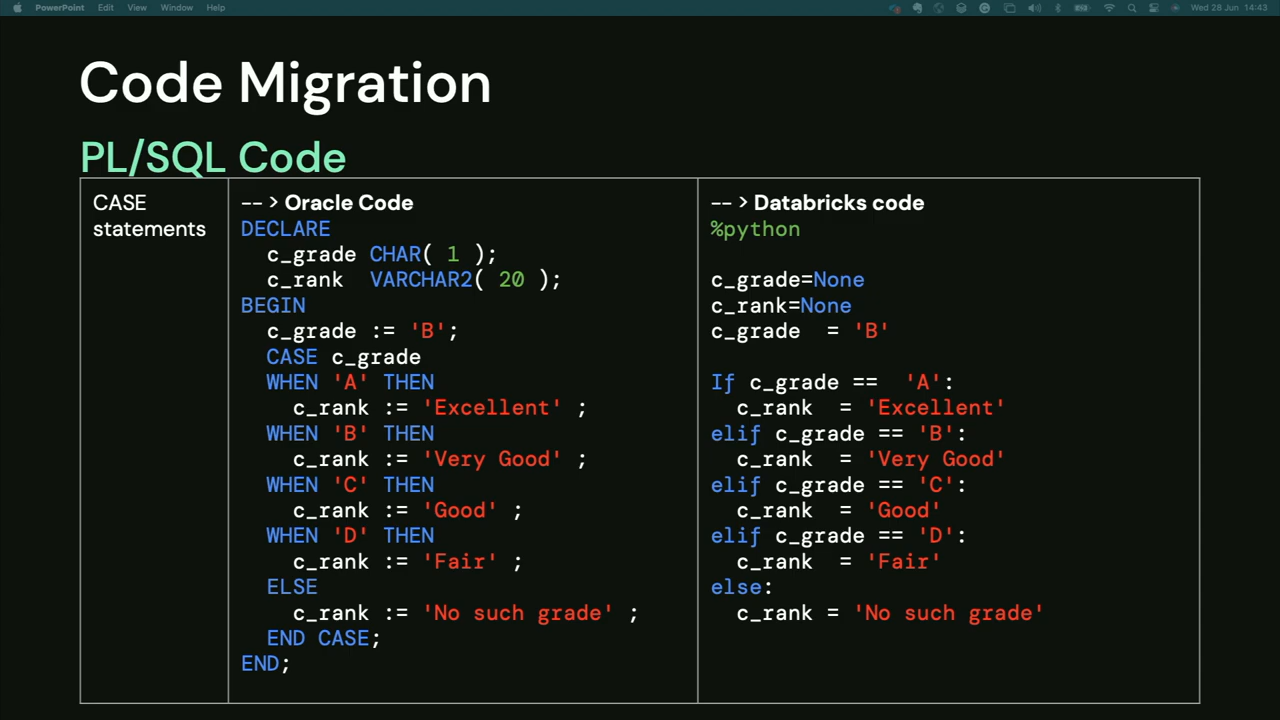 PowerPoint Edit View Window Help Wed 28 Jun 14:43
Code Migration
PL/SQL Code
CASE
statements
-- > Oracle Code
DECLARE
c_grade CHAR( 1 );
c_rank VARCHAR2( 20 );
BEGIN
c_grade := 'B';
CASE c_grade
WHEN 'A' THEN
c_rank := 'Excellent' ;
WHEN 'B' THEN
c_rank := 'Very Good' ;
WHEN 'C' THEN
c_rank := 'Good' ;
WHEN 'D' THEN
c_rank := 'Fair' ;
ELSE
c_rank := 'No such grade' ;
END CASE;
END;
-- > Databricks code
%python
c_grade=None
c_rank=None
c_grade = 'B'
If c_grade == 'A':
c_rank = 'Excellent'
elif c_grade == 'B':
c_rank = 'Very Good'
elif c_grade == 'C':
c_rank = 'Good'
elif c_grade == 'D':
c_rank = 'Fair'
else:
c_rank = 'No such grade'